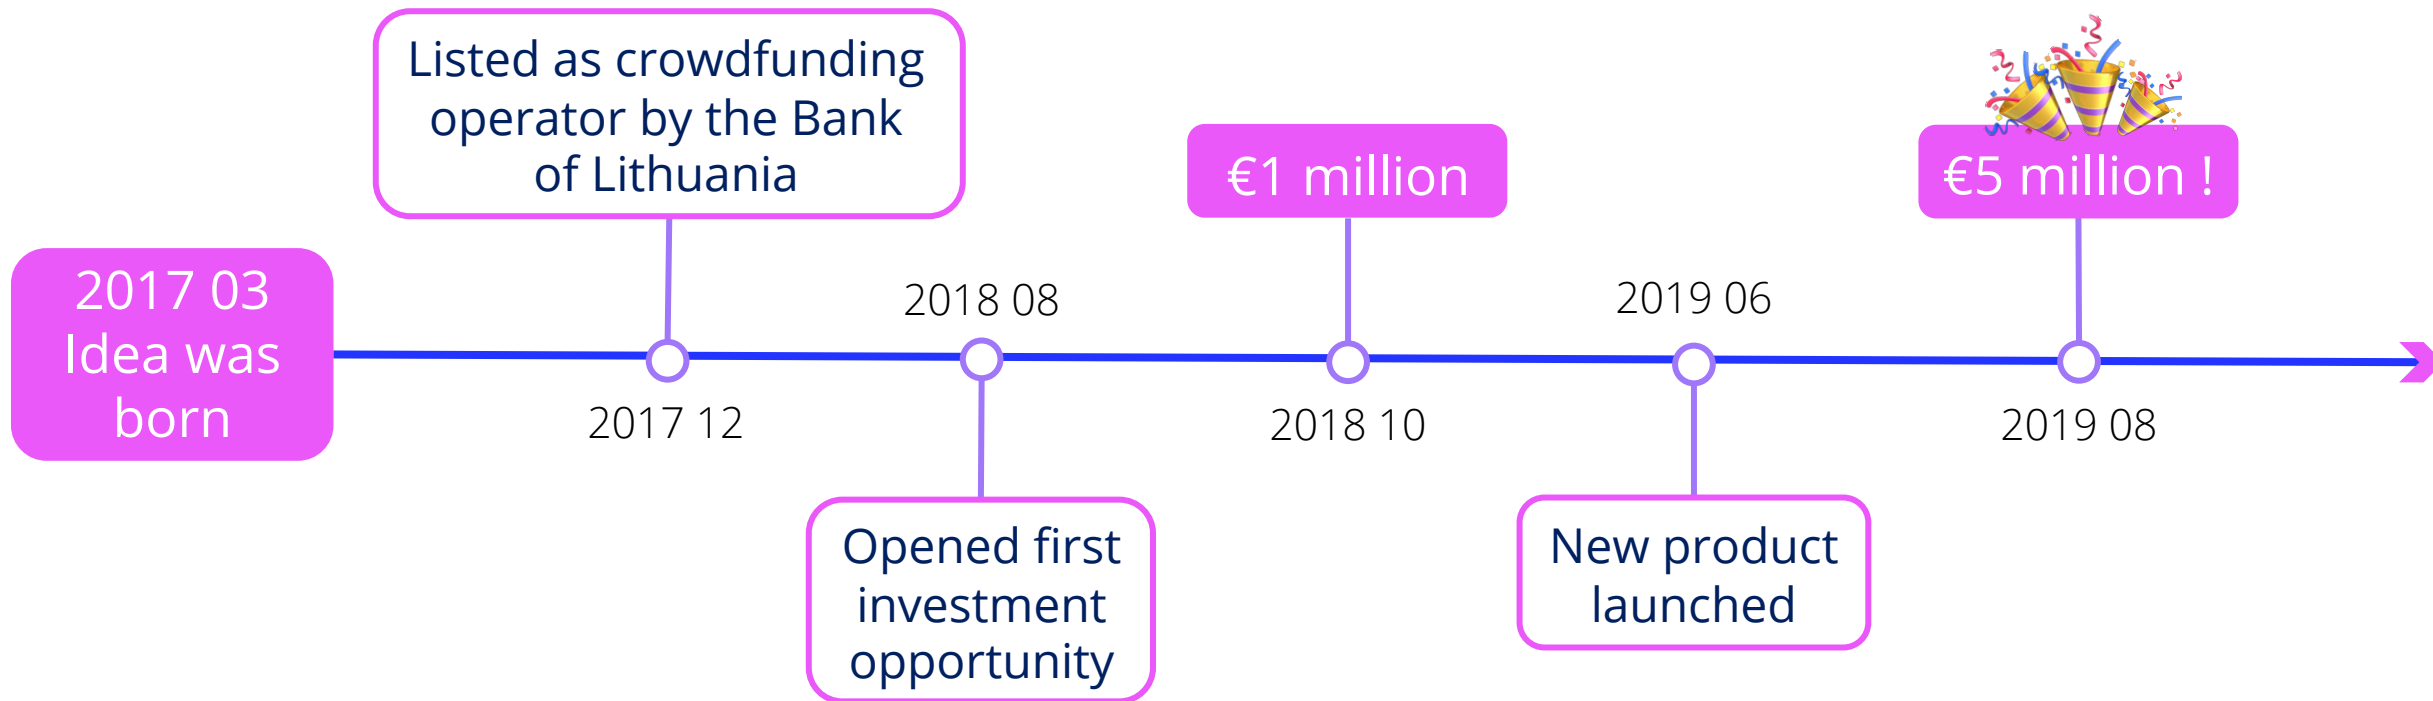 Listed as crowdfunding
operator by the Bank
of Lithuania
€1 million
€5 million !
2017 03
Idea was
born
2018 08
2019 06
2017 12
2018 10
2019 08
Opened first
investment
opportunity
New product
launched